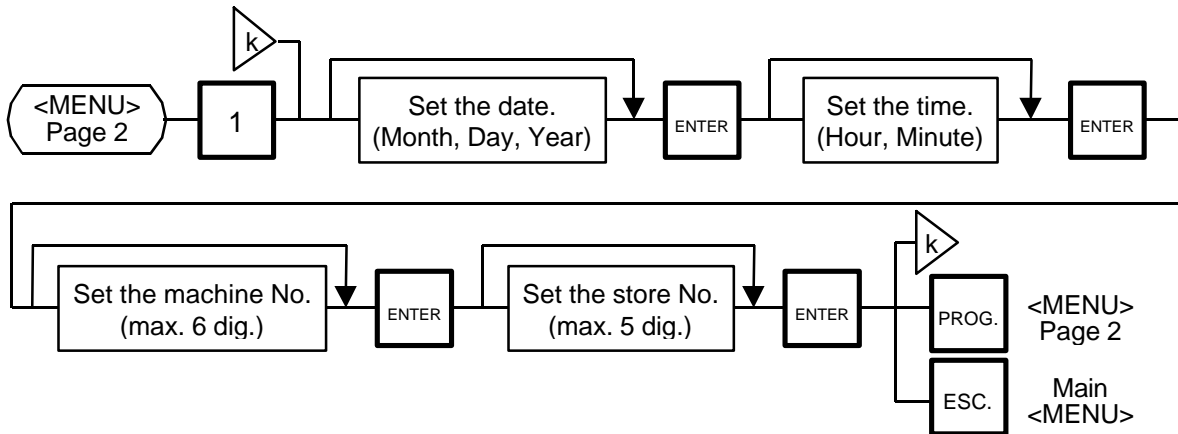 k
<MENU>
Page 2
1
Set the date.
(Month, Day, Year)
ENTER
Set the time.
(Hour, Minute)
ENTER
Set the machine No.
(max. 6 dig.)
ENTER
Set the store No.
(max. 5 dig.)
ENTER
k
PROG.
<MENU>
Page 2
ESC.
Main
<MENU>